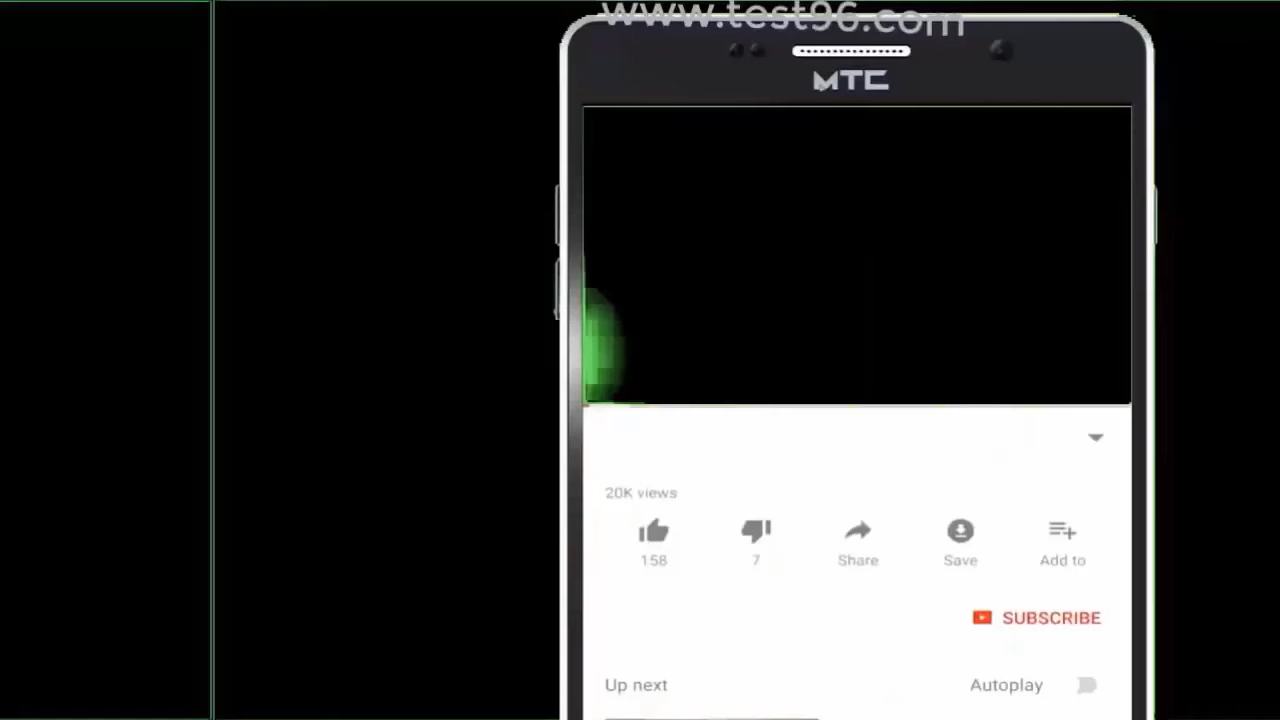 www.test96.com
MTC
20K views
158 7 Share Save Add to
SUBSCRIBE
Up next Autoplay